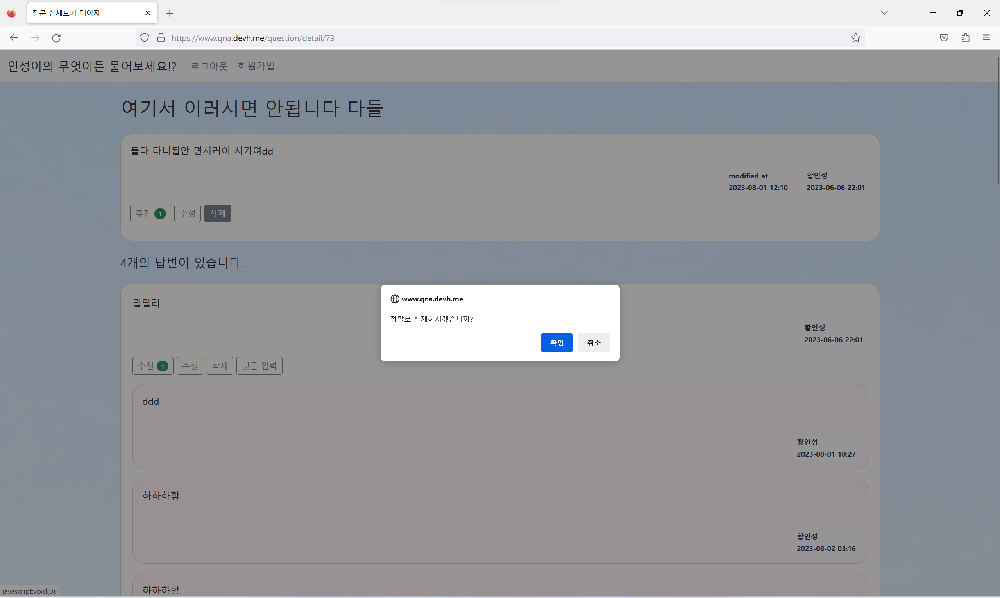 질문 상세보기 페이지
https://www.qna.devh.me/question/detail/73
인성이의 무엇이든 물어보세요!? 로그아웃 회원가입
여기서 이러시면 안됩니다 다들
들다 다니됩안 면시러이 서기여dd
modified at 황인성
2023-08-01 12:10 2023-06-06 22:01
추천 1 수정 삭제
4개의 답변이 있습니다.
랄랄라
www.qna.devh.me
정말로 삭제하시겠습니까?
확인 취소
황인성
2023-06-06 22:01
추천 1 수정 삭제 댓글 입력
ddd
황인성
2023-08-01 10:27
하하하핳
황인성
2023-08-02 03:16
하하하핳
javascript:void(0);